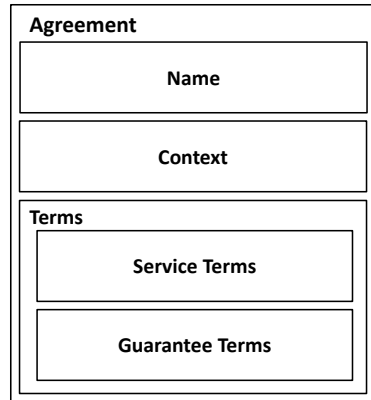 Agreement
Name
Context
Terms
Service Terms
Guarantee Terms